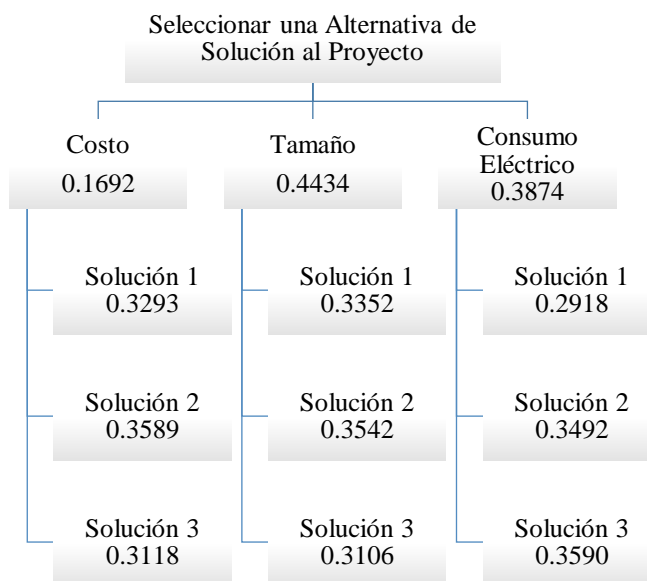 Seleccionar una Alternativa de
Solución al Proyecto
Costo
0.1692
Solución 1
0.3293
Solución 2
0.3589
Solución 3
0.3118
Tamaño
0.4434
Solución 1
0.3352
Solución 2
0.3542
Solución 3
0.3106
Consumo
Eléctrico
0.3874
Solución 1
0.2918
Solución 2
0.3492
Solución 3
0.3590